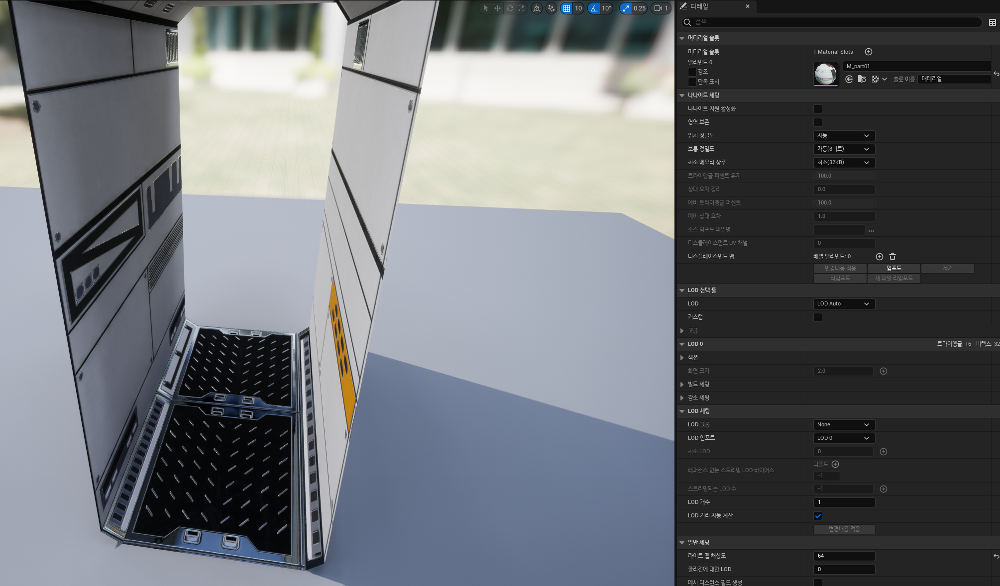 10
10°
0.25
1
디테일
검색
머티리얼 슬롯
머티리얼 슬롯
1 Material Slots
엘리먼트 0
강조
단독 표시
M_part01
슬롯 이름
매테리얼
나나이트 세팅
나나이트 지원 활성화
영역 보존
위치 정밀도
자동
보통 정밀도
자동(8비트)
최소 메모리 상주
최소(32KB)
트라이앵글 퍼센트 유지
100.0
상대 오차 정리
0.0
예비 트라이앵글 퍼센트
100.0
예비 상대 오차
1.0
소스 임포트 파일명
디스플레이스먼트 UV 채널
0
디스플레이스먼트 맵
배열 엘리먼트: 0
변경내용 적용
임포트
제거
리임포트
새 파일 리임포트
LOD 선택 툴
LOD
LOD Auto
커스텀
고급
LOD 0
트라이앵글: 16 버텍스: 32
섹션
화면 크기
2.0
빌드 세팅
감소 세팅
LOD 세팅
LOD 그룹
None
LOD 임포트
LOD 0
최소 LOD
0
레퍼런스 없는 스트리밍 LOD 바이어스
디폴트
-1
스트리밍되는 LOD 수
-1
LOD 개수
1
LOD 거리 자동 계산
변경내용 적용
일반 세팅
라이트 맵 해상도
64
콜리전에 대한 LOD
0
메시 디스턴스 필드 생성